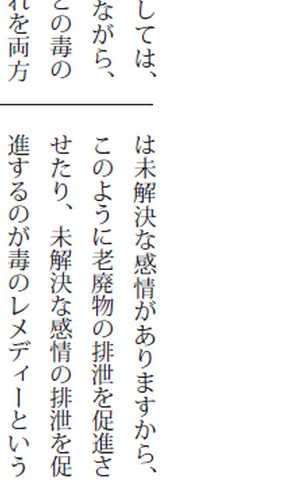 しては、
ながら、
との毒の
れを両方
は未解決な感情がありますから、
このように老廃物の排泄を促進さ
せたり、未解決な感情の排泄を促
進するのが毒のレメディーという